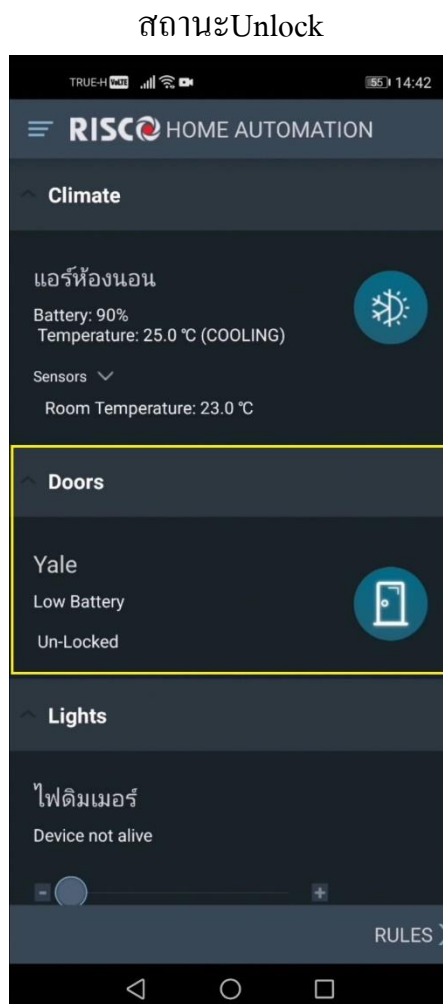 สถานะUnlock
TRUE-H VoLTE 55 14:42
RISCO HOME AUTOMATION
Climate
แอร์ห้องนอน
Battery: 90%
Temperature: 25.0 °C (COOLING)
Sensors
Room Temperature: 23.0 °C
Doors
Yale
Low Battery
Un-Locked
Lights
ไฟดิมเมอร์
Device not alive
- +
RULES